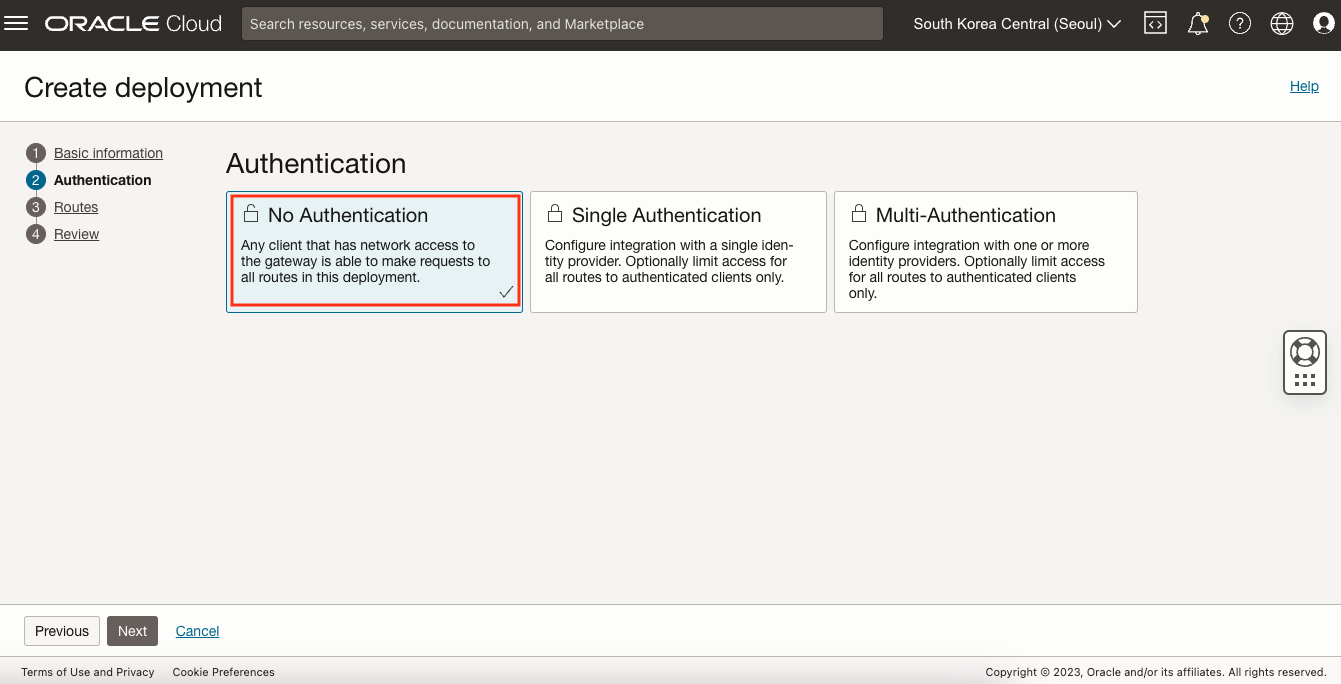 ORACLE Cloud
Search resources, services, documentation, and Marketplace
South Korea Central (Seoul)
Create deployment
Help
1 Basic information
2 Authentication
3 Routes
4 Review
Authentication
No Authentication
Any client that has network access to
the gateway is able to make requests to
all routes in this deployment.
Single Authentication
Configure integration with a single iden-
tity provider. Optionally limit access for
all routes to authenticated clients only.
Multi-Authentication
Configure integration with one or more
identity providers. Optionally limit access
for all routes to authenticated clients
only.
Previous
Next
Cancel
Terms of Use and Privacy
Cookie Preferences
Copyright © 2023, Oracle and/or its affiliates. All rights reserved.